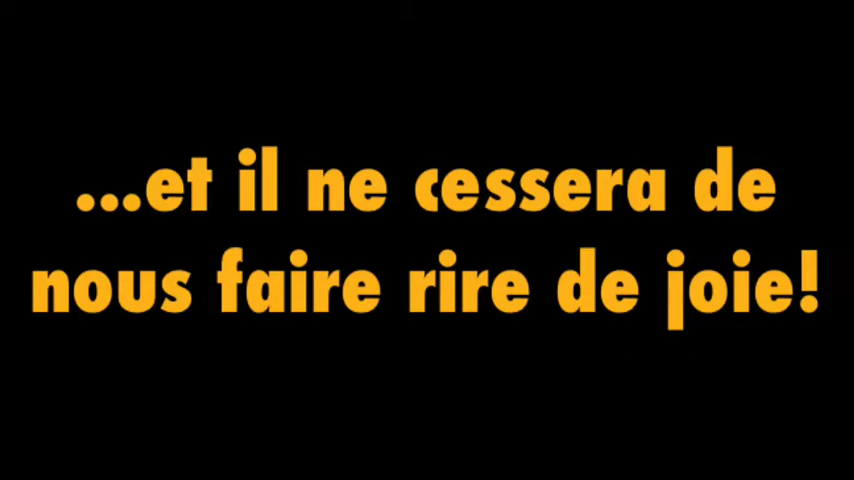 ...et il ne cessera de
nous faire rire de joie!